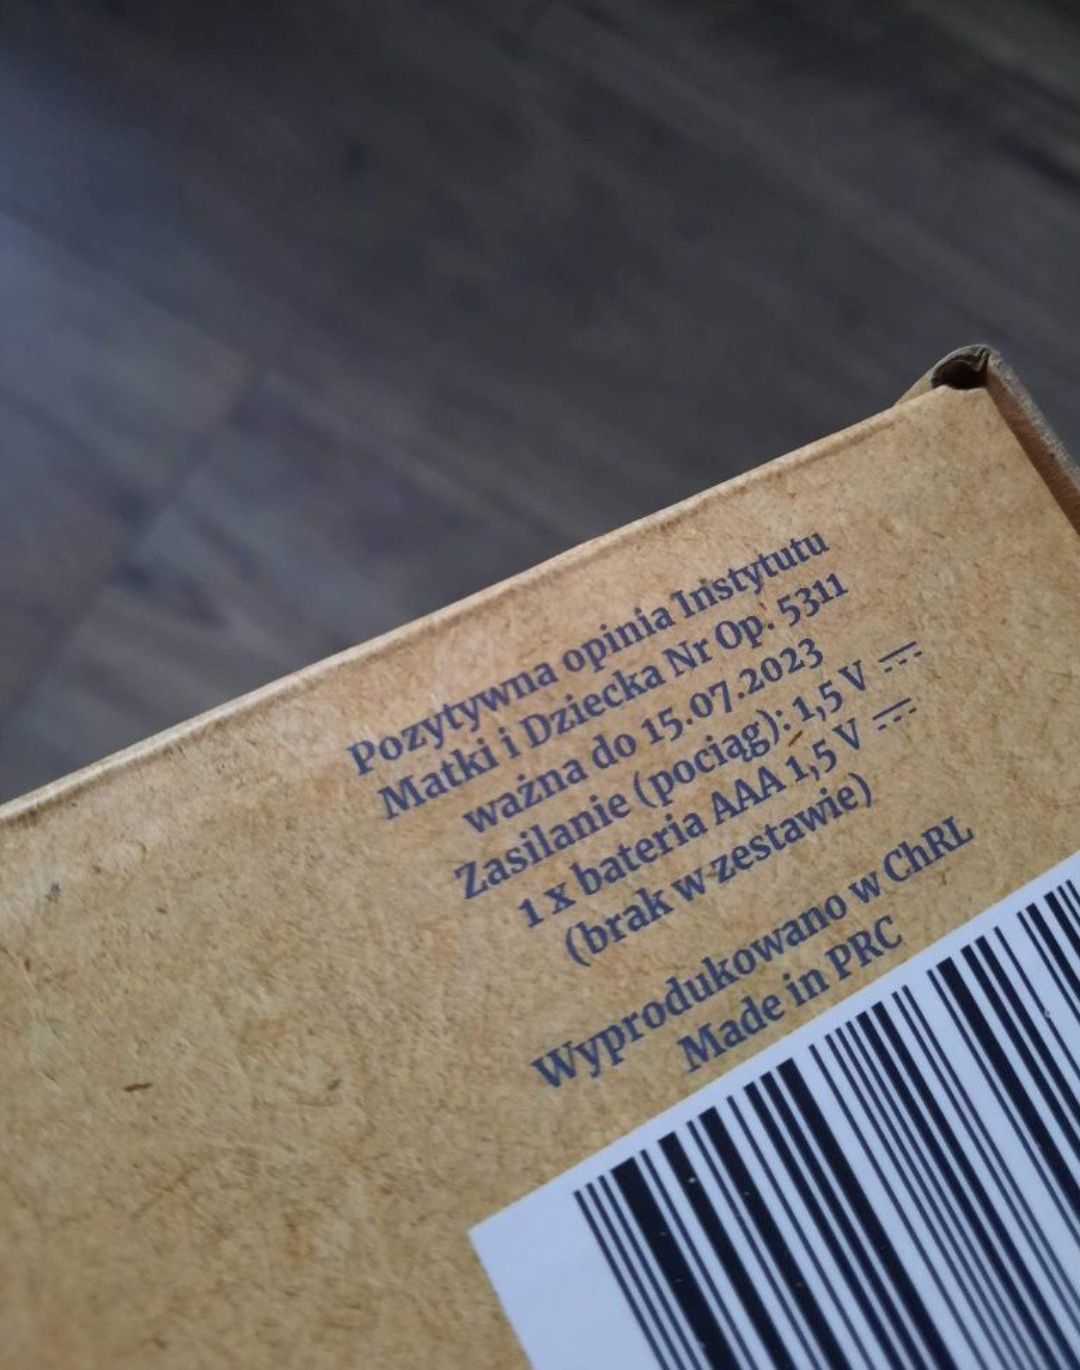 Pozytywna opinia Instytutu
Matki i Dziecka Nr Op. 5311
ważna do 15.07.2023
Zasilanie (pociąg): 1,5 V ⎓
1 x bateria AAA 1,5 V ⎓
(brak w zestawie)
Wyprodukowano w ChRL
Made in PRC